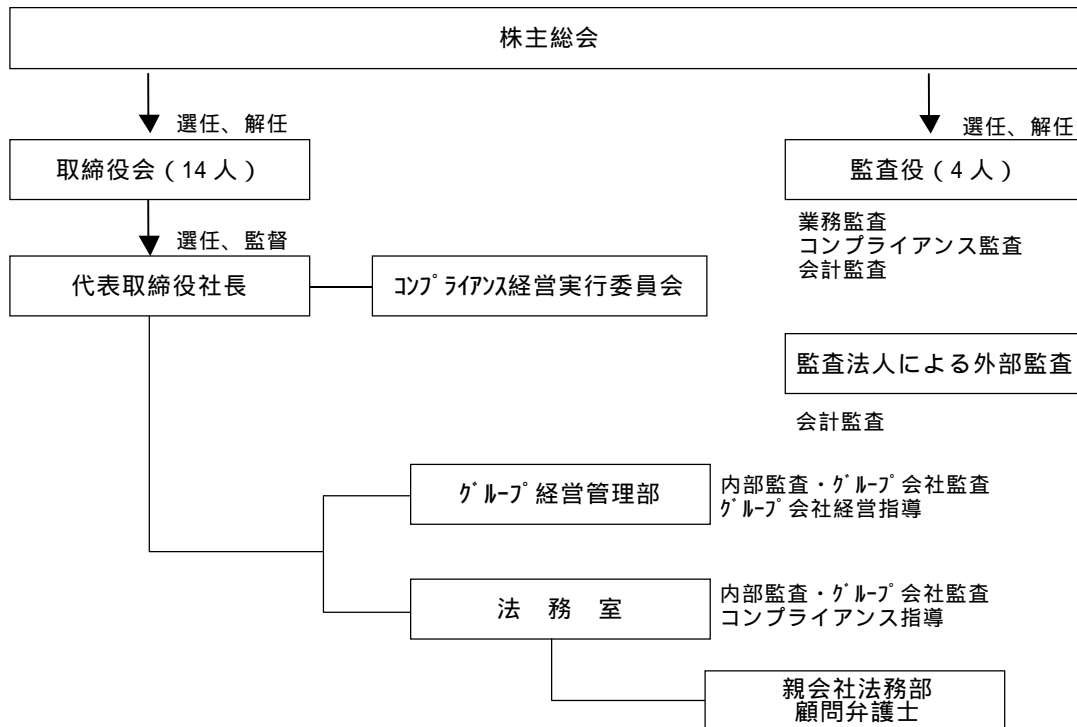 株主総会
選任、解任
選任、解任
取締役会（14人）
監査役（4人）
業務監査
コンプライアンス監査
会計監査
選任、監督
代表取締役社長
ｺﾝﾌﾟﾗｲｱﾝｽ経営実行委員会
監査法人による外部監査
会計監査
ｸﾞﾙｰﾌﾟ経営管理部
内部監査・ｸﾞﾙｰﾌﾟ会社監査
ｸﾞﾙｰﾌﾟ会社経営指導
法　務　室
内部監査・ｸﾞﾙｰﾌﾟ会社監査
コンプライアンス指導
親会社法務部
顧問弁護士